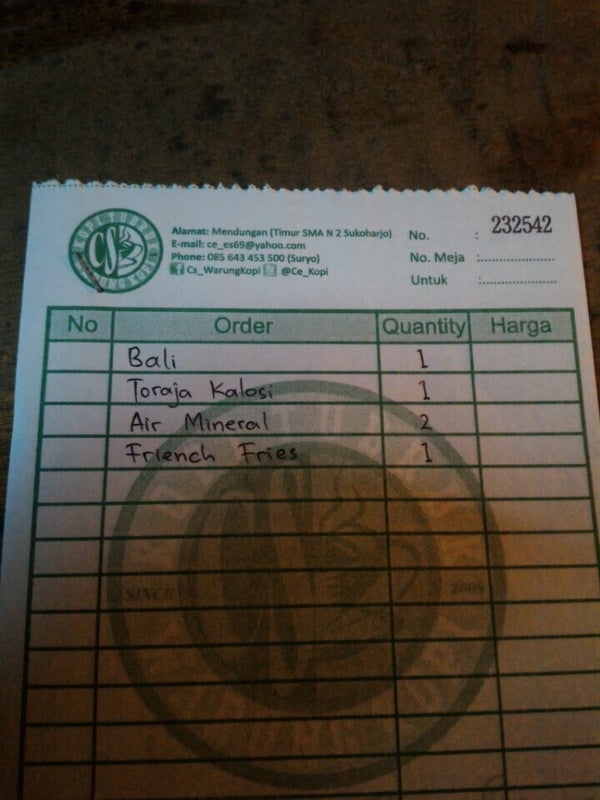 CS
Alamat: Mendungan (Timur SMA N 2 Sukoharjo)
E-mail: ce_es69@yahoo.com
Phone: 085 643 453 500 (Suryo)
Cs_WarungKopi @Ce_Kopi
No. : 232542
No. Meja :....................
Untuk :....................
No Order Quantity Harga
Bali 1
Toraja Kalosi 1
Air Mineral 2
Friench Fries 1
SINCE